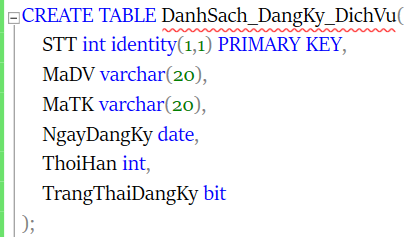 CREATE TABLE DanhSach_DangKy_DichVu(
STT int identity(1,1) PRIMARY KEY,
MaDV varchar(20),
MaTK varchar(20),
NgayDangKy date,
ThoiHan int,
TrangThaiDangKy bit
);